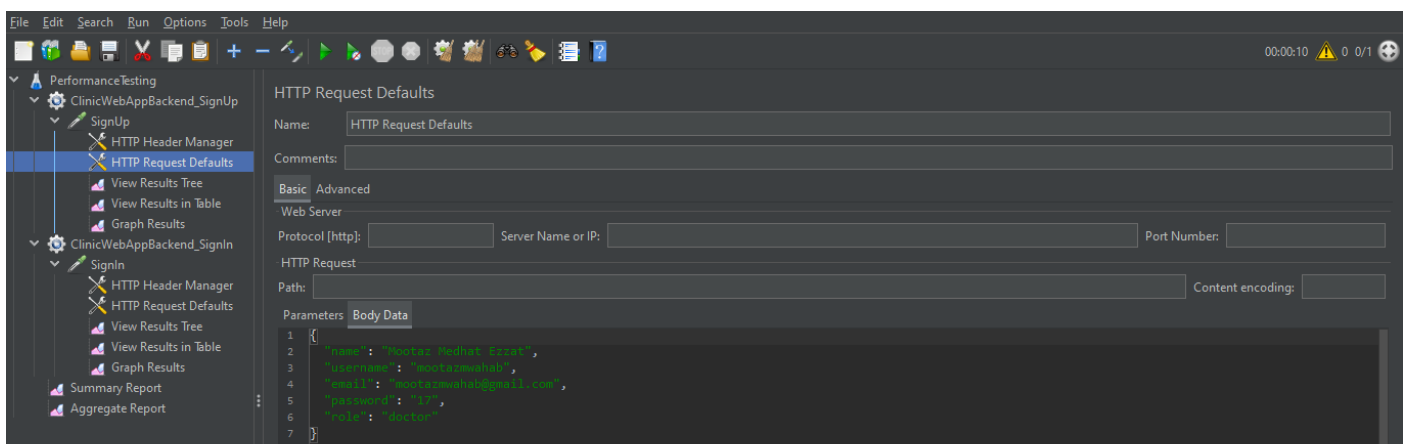 File Edit Search Run Options Tools Help
00:00:10 0 0/1
PerformanceTesting
ClinicWebAppBackend_SignUp
SignUp
HTTP Header Manager
HTTP Request Defaults
View Results Tree
View Results in Table
Graph Results
ClinicWebAppBackend_SignIn
SignIn
HTTP Header Manager
HTTP Request Defaults
View Results Tree
View Results in Table
Graph Results
Summary Report
Aggregate Report
HTTP Request Defaults
Name: HTTP Request Defaults
Comments:
Basic Advanced
Web Server
Protocol [http]: Server Name or IP: Port Number:
HTTP Request
Path: Content encoding:
Parameters Body Data
1 {
2 "name": "Mootaz Medhat Ezzat",
3 "username": "mootazmwahab",
4 "email": "mootazmwahab@gmail.com",
5 "password": "17",
6 "role": "doctor"
7 }